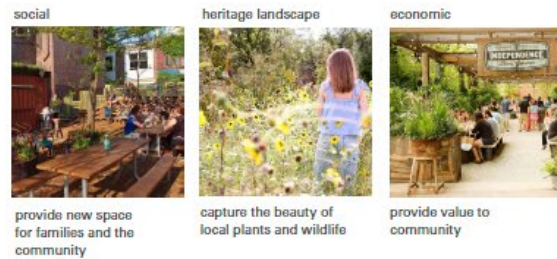 social
heritage landscape
economic
INDEPENDENCE
provide new space
for families and the
community
capture the beauty of
local plants and wildlife
provide value to
community